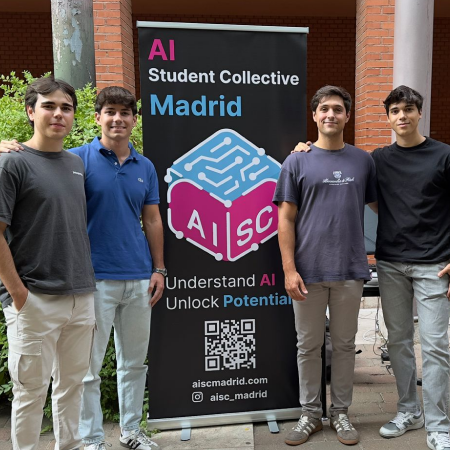 AI
Student Collective
Madrid
AI SC
Understand AI
Unlock Potential
aiscmadrid.com
aisc_madrid